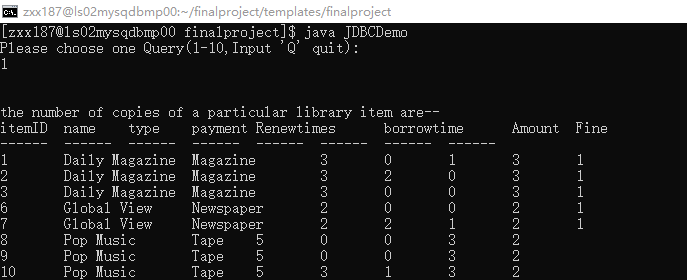 zxx187@ls02mysqdbmp00:~/finalproject/templates/finalproject
[zxx187@ls02mysqdbmp00 finalproject]$ java JDBCDemo
Please choose one Query(1-10,Input 'Q' quit):
1
the number of copies of a particular library item are--
itemID name type payment Renewtimes borrowtime Amount Fine
------ ------ ------ ------ ------ ------ ------ ------ ------
1 Daily Magazine Magazine 3 0 1 3 1
2 Daily Magazine Magazine 3 2 0 3 1
3 Daily Magazine Magazine 3 0 0 3 1
6 Global View Newspaper 2 0 0 2 1
7 Global View Newspaper 2 2 1 2 1
8 Pop Music Tape 5 0 0 3 2
9 Pop Music Tape 5 0 0 3 2
10 Pop Music Tape 5 3 1 3 2